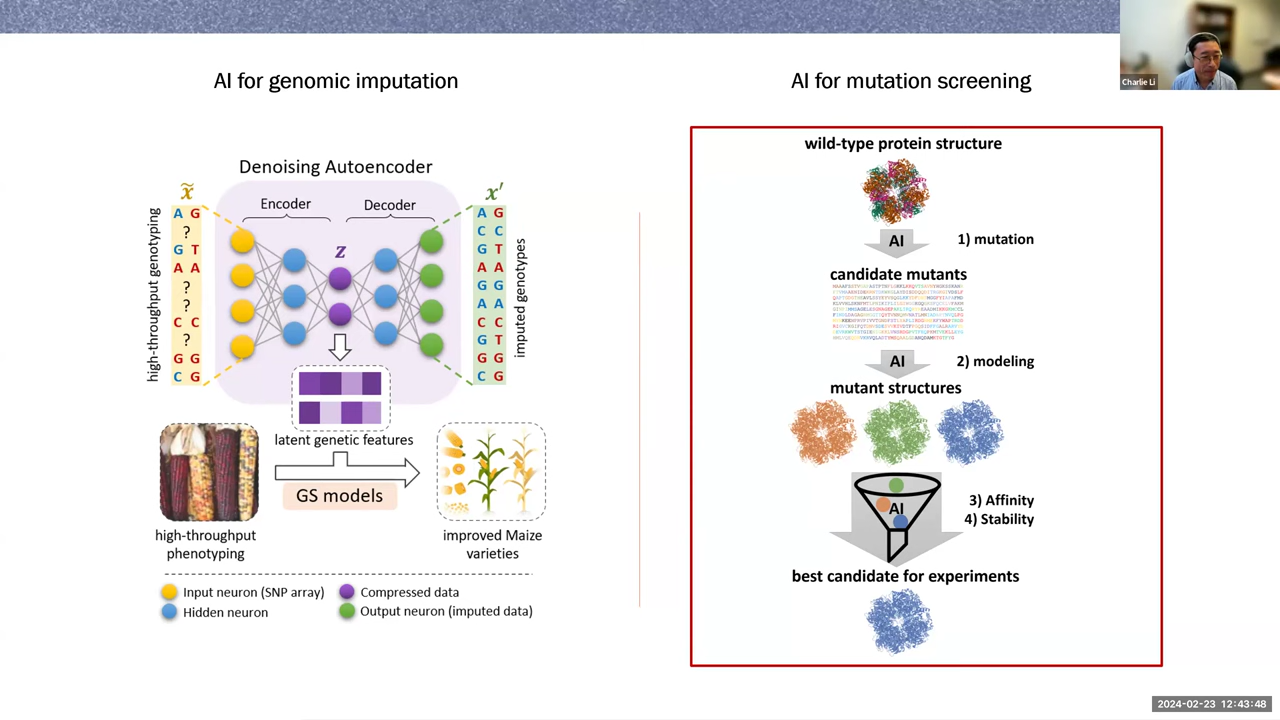 Charlie Li
AI for genomic imputation
Denoising Autoencoder
Encoder
Decoder
x̃
x′
z
high-throughput genotyping
A G
?
G T
A A
?
?
C C
?
G G
C C
A G
C C
G T
A A
G G
A A
C C
G T
G G
C G
imputed genotypes
latent genetic features
GS models
high-throughput
phenotyping
improved Maize
varieties
Input neuron (SNP array)
Compressed data
Hidden neuron
Output neuron (imputed data)
AI for mutation screening
wild-type protein structure
AI
1) mutation
candidate mutants
AI
2) modeling
mutant structures
AI
3) Affinity
4) Stability
best candidate for experiments
2024-02-23 12:43:48